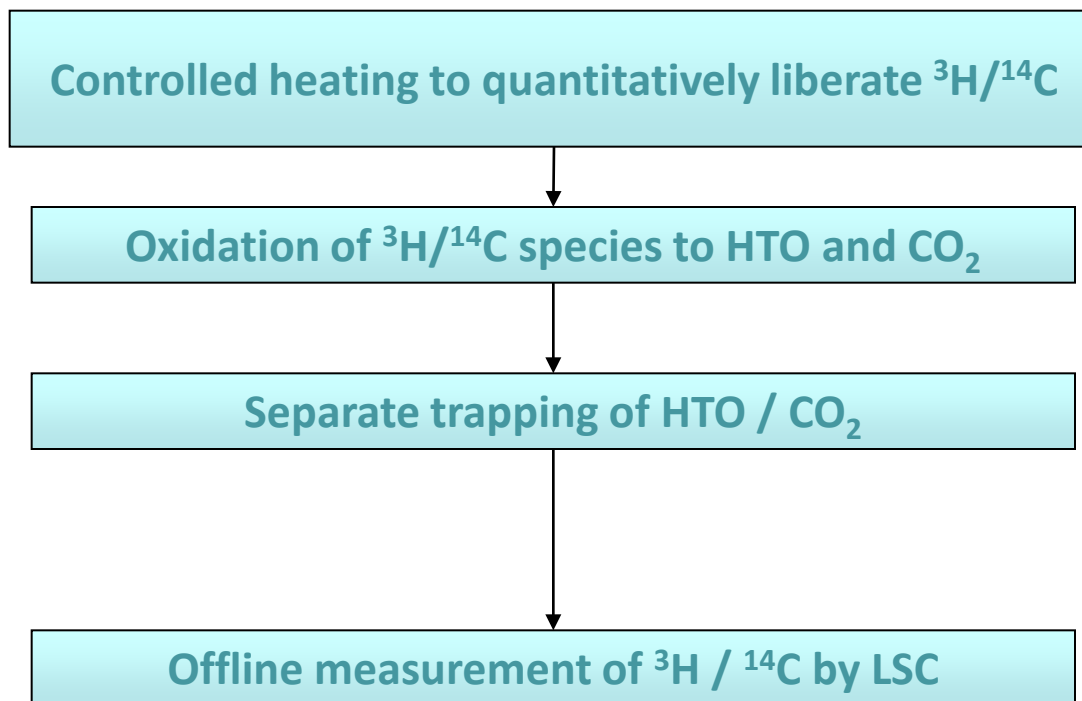 Controlled heating to quantitatively liberate ³H/¹⁴C
Oxidation of ³H/¹⁴C species to HTO and CO₂
Separate trapping of HTO / CO₂
Offline measurement of ³H / ¹⁴C by LSC